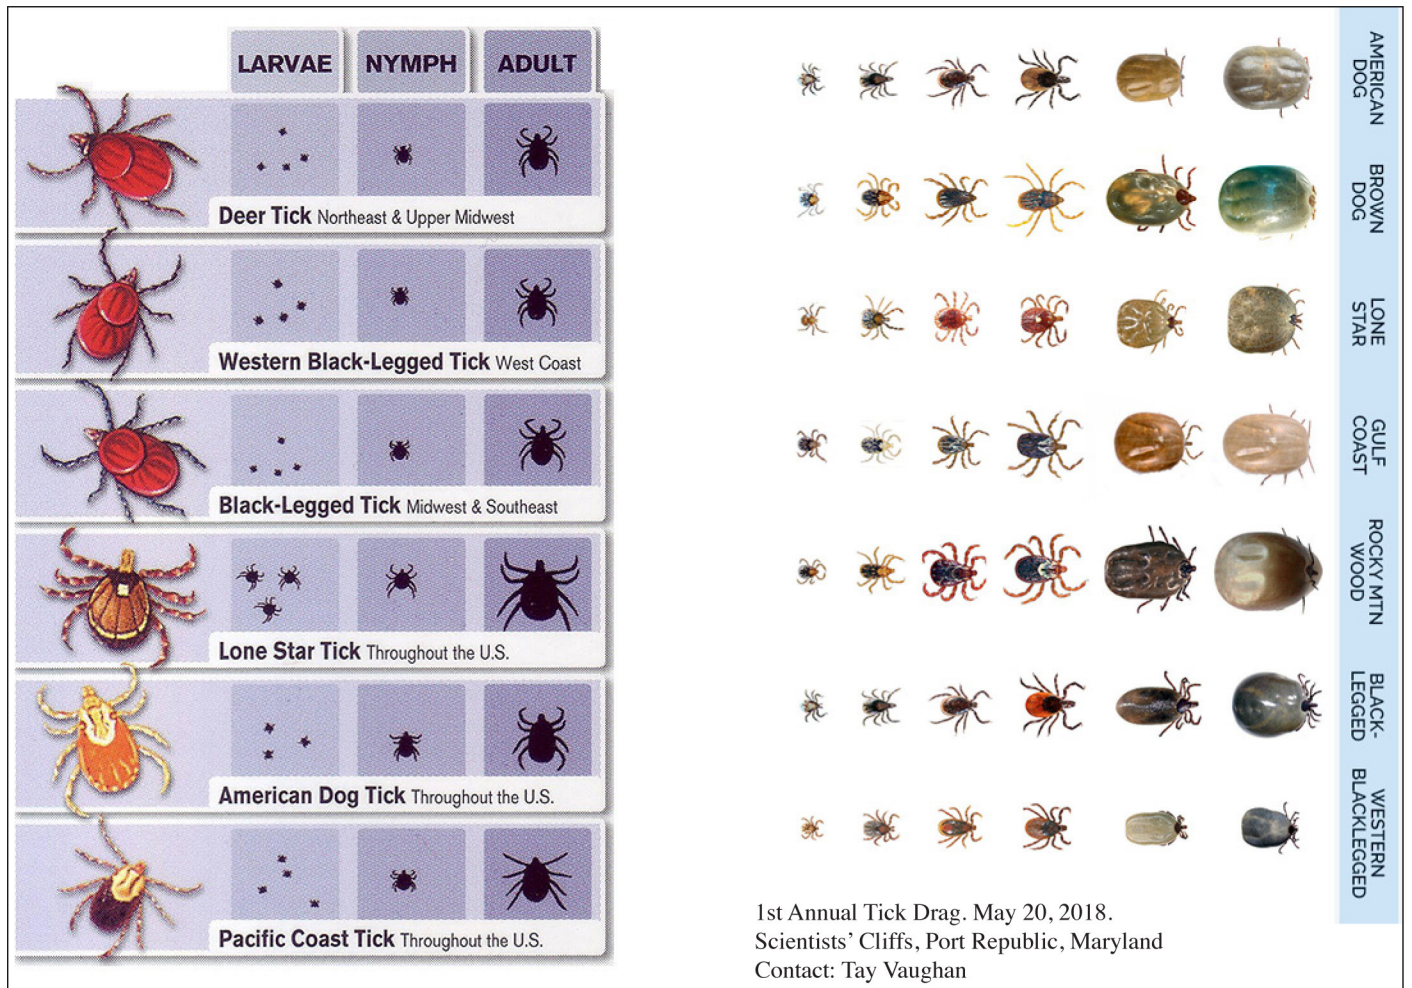 LARVAE NYMPH ADULT
Deer Tick Northeast & Upper Midwest
Western Black-Legged Tick West Coast
Black-Legged Tick Midwest & Southeast
Lone Star Tick Throughout the U.S.
American Dog Tick Throughout the U.S.
Pacific Coast Tick Throughout the U.S.
AMERICAN
DOG
BROWN
DOG
LONE
STAR
GULF
COAST
ROCKY MTN
WOOD
BLACK-
LEGGED
WESTERN
BLACKLEGGED
1st Annual Tick Drag. May 20, 2018.
Scientists’ Cliffs, Port Republic, Maryland
Contact: Tay Vaughan